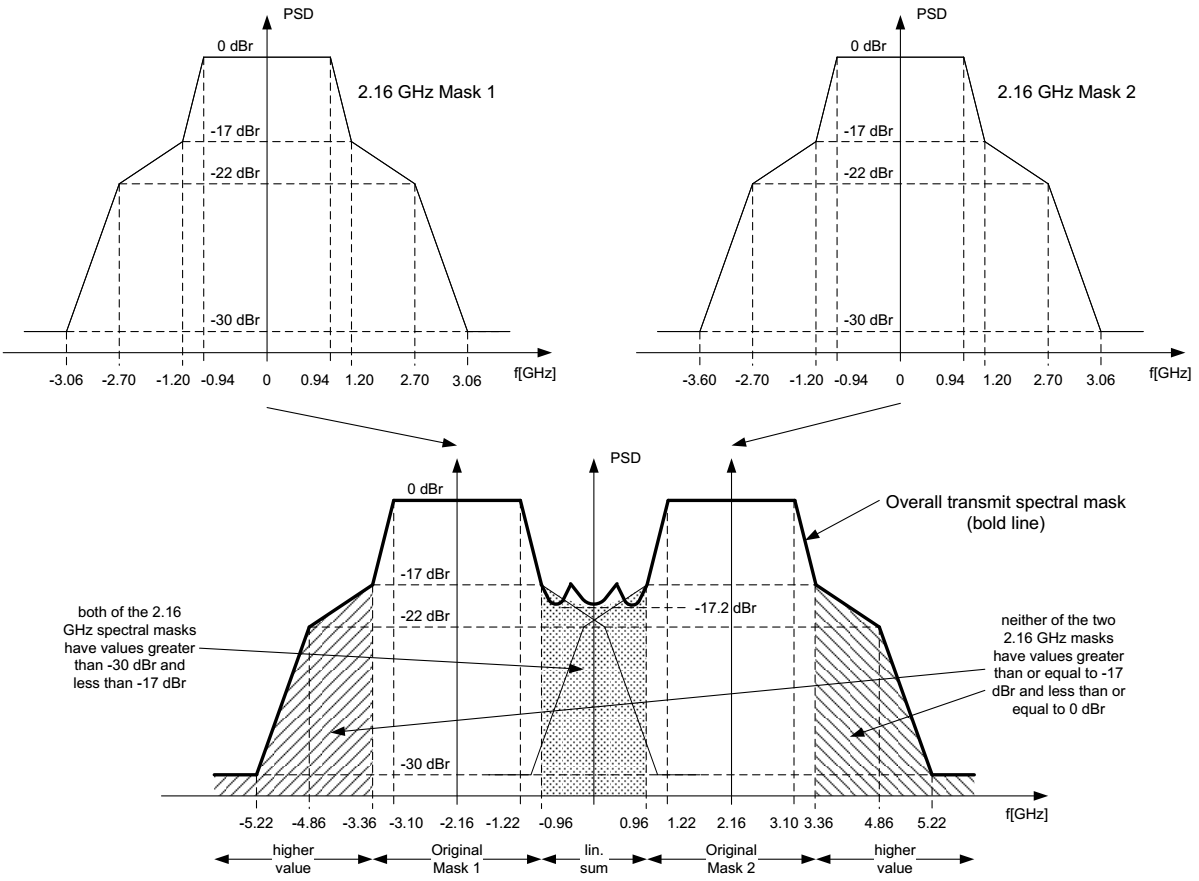 PSD
0 dBr
2.16 GHz Mask 1
-17 dBr
-22 dBr
-30 dBr
-3.06 -2.70 -1.20 -0.94 0 0.94 1.20 2.70 3.06
f[GHz]
PSD
0 dBr
2.16 GHz Mask 2
-17 dBr
-22 dBr
-30 dBr
-3.60 -2.70 -1.20 -0.94 0 0.94 1.20 2.70 3.06
f[GHz]
PSD
0 dBr
Overall transmit spectral mask
(bold line)
-17 dBr
-17.2 dBr
-22 dBr
both of the 2.16
GHz spectral masks
have values greater
than -30 dBr and
less than -17 dBr
neither of the two
2.16 GHz masks
have values greater
than or equal to -17
dBr and less than or
equal to 0 dBr
-30 dBr
-5.22 -4.86 -3.36 -3.10 -2.16 -1.22 -0.96 0.96 1.22 2.16 3.10 3.36 4.86 5.22
f[GHz]
higher
value
Original
Mask 1
lin.
sum
Original
Mask 2
higher
value